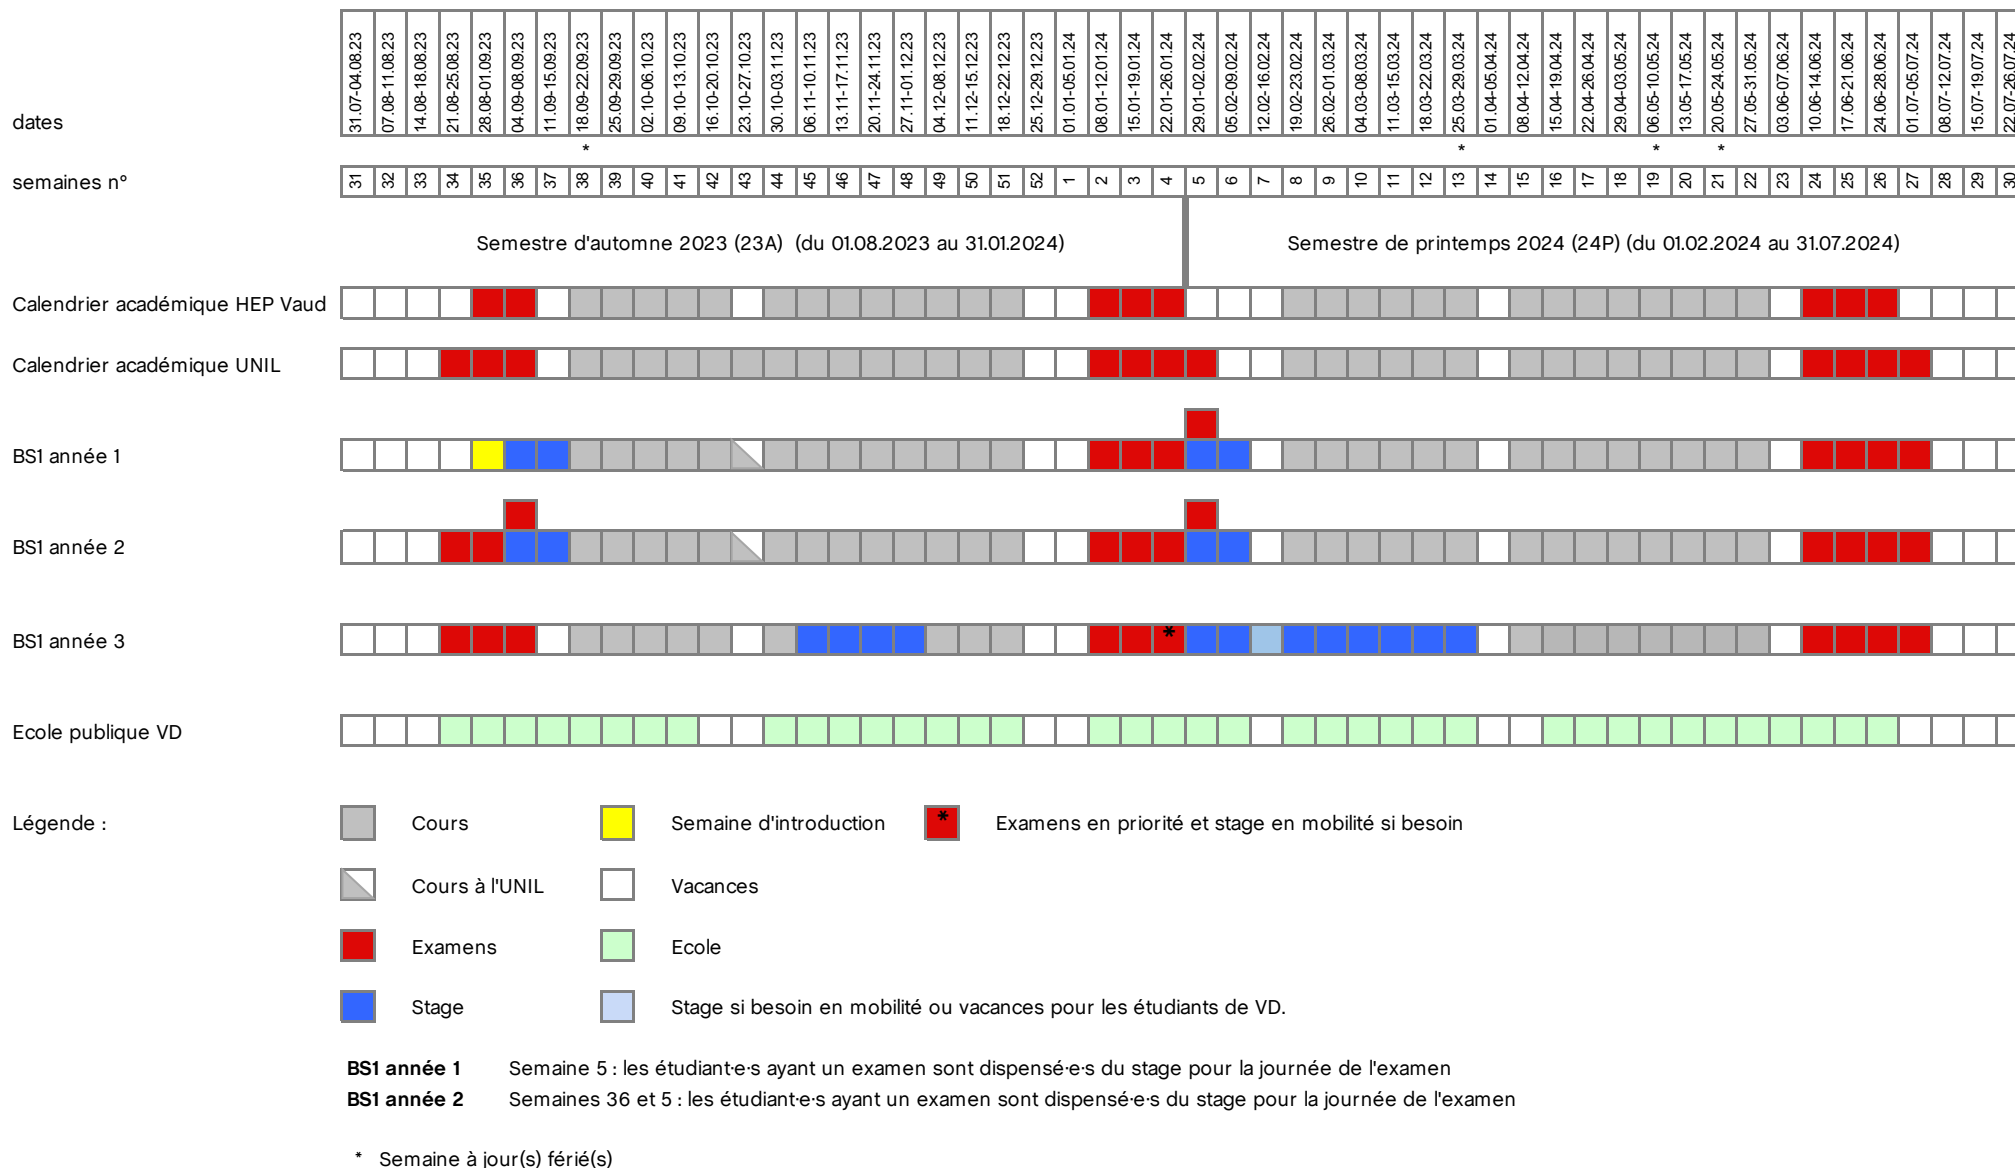 dates 31.07-04.08.23 07.08-11.08.23 14.08-18.08.23 21.08-25.08.23 28.08-01.09.23 04.09-08.09.23 11.09-15.09.23 18.09-22.09.23 25.09-29.09.23 02.10-06.10.23 09.10-13.10.23 16.10-20.10.23 23.10-27.10.23 30.10-03.11.23 06.11-10.11.23 13.11-17.11.23 20.11-24.11.23 27.11-01.12.23 04.12-08.12.23 11.12-15.12.23 18.12-22.12.23 25.12-29.12.23 01.01-05.01.24 08.01-12.01.24 15.01-19.01.24 22.01-26.01.24 29.01-02.02.24 05.02-09.02.24 12.02-16.02.24 19.02-23.02.24 26.02-01.03.24 04.03-08.03.24 11.03-15.03.24 18.03-22.03.24 25.03-29.03.24 01.04-05.04.24 08.04-12.04.24 15.04-19.04.24 22.04-26.04.24 29.04-03.05.24 06.05-10.05.24 13.05-17.05.24 20.05-24.05.24 27.05-31.05.24 03.06-07.06.24 10.06-14.06.24 17.06-21.06.24 24.06-28.06.24 01.07-05.07.24 08.07-12.07.24 15.07-19.07.24 22.07-26.07.24
* * * *
semaines n° 31 32 33 34 35 36 37 38 39 40 41 42 43 44 45 46 47 48 49 50 51 52 1 2 3 4 5 6 7 8 9 10 11 12 13 14 15 16 17 18 19 20 21 22 23 24 25 26 27 28 29 30
Semestre d'automne 2023 (23A) (du 01.08.2023 au 31.01.2024) Semestre de printemps 2024 (24P) (du 01.02.2024 au 31.07.2024)
Calendrier académique HEP Vaud
Calendrier académique UNIL
BS1 année 1
BS1 année 2
BS1 année 3 *
Ecole publique VD
Légende : Cours Semaine d'introduction * Examens en priorité et stage en mobilité si besoin
Cours à l'UNIL Vacances
Examens Ecole
Stage Stage si besoin en mobilité ou vacances pour les étudiants de VD.
BS1 année 1 Semaine 5 : les étudiant·e·s ayant un examen sont dispensé·e·s du stage pour la journée de l'examen
BS1 année 2 Semaines 36 et 5 : les étudiant·e·s ayant un examen sont dispensé·e·s du stage pour la journée de l'examen
* Semaine à jour(s) férié(s)